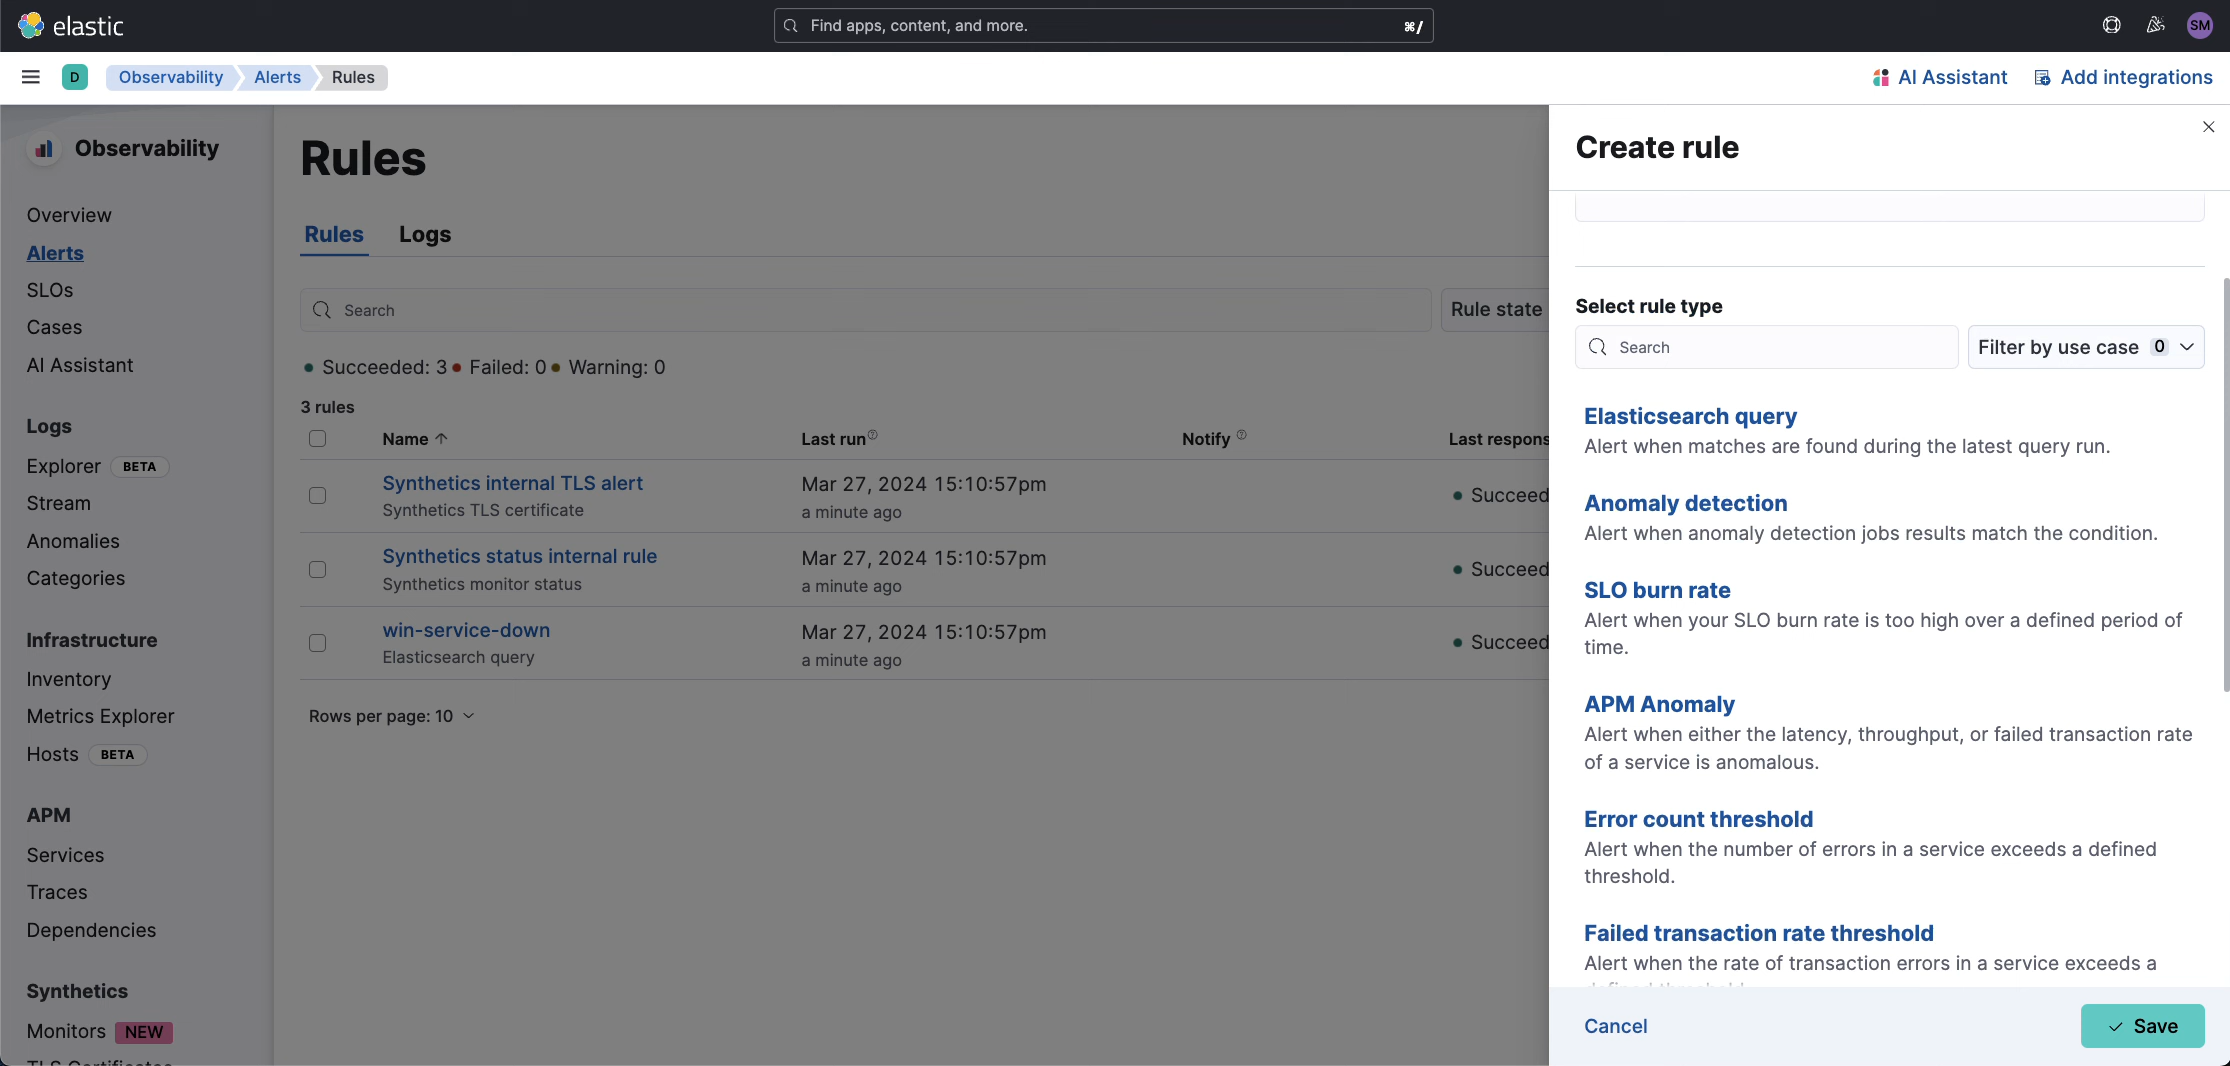 elastic
Find apps, content, and more.
⌘/
SM
D
Observability
Alerts
Rules
AI Assistant
Add integrations
Observability
Overview
Alerts
SLOs
Cases
AI Assistant
Logs
Explorer BETA
Stream
Anomalies
Categories
Infrastructure
Inventory
Metrics Explorer
Hosts BETA
APM
Services
Traces
Dependencies
Synthetics
Monitors NEW
TLS Certificates
Rules
Rules Logs
Search
Rule state
Succeeded: 3 Failed: 0 Warning: 0
3 rules
Name Last run Notify Last respons
Synthetics internal TLS alert Mar 27, 2024 15:10:57pm
Synthetics TLS certificate a minute ago
Succeed
Synthetics status internal rule Mar 27, 2024 15:10:57pm
Synthetics monitor status a minute ago
Succeed
win-service-down Mar 27, 2024 15:10:57pm
Elasticsearch query a minute ago
Succeed
Rows per page: 10
Create rule
Select rule type
Search
Filter by use case 0
Elasticsearch query
Alert when matches are found during the latest query run.
Anomaly detection
Alert when anomaly detection jobs results match the condition.
SLO burn rate
Alert when your SLO burn rate is too high over a defined period of
time.
APM Anomaly
Alert when either the latency, throughput, or failed transaction rate
of a service is anomalous.
Error count threshold
Alert when the number of errors in a service exceeds a defined
threshold.
Failed transaction rate threshold
Alert when the rate of transaction errors in a service exceeds a
defined threshold.
Cancel
Save